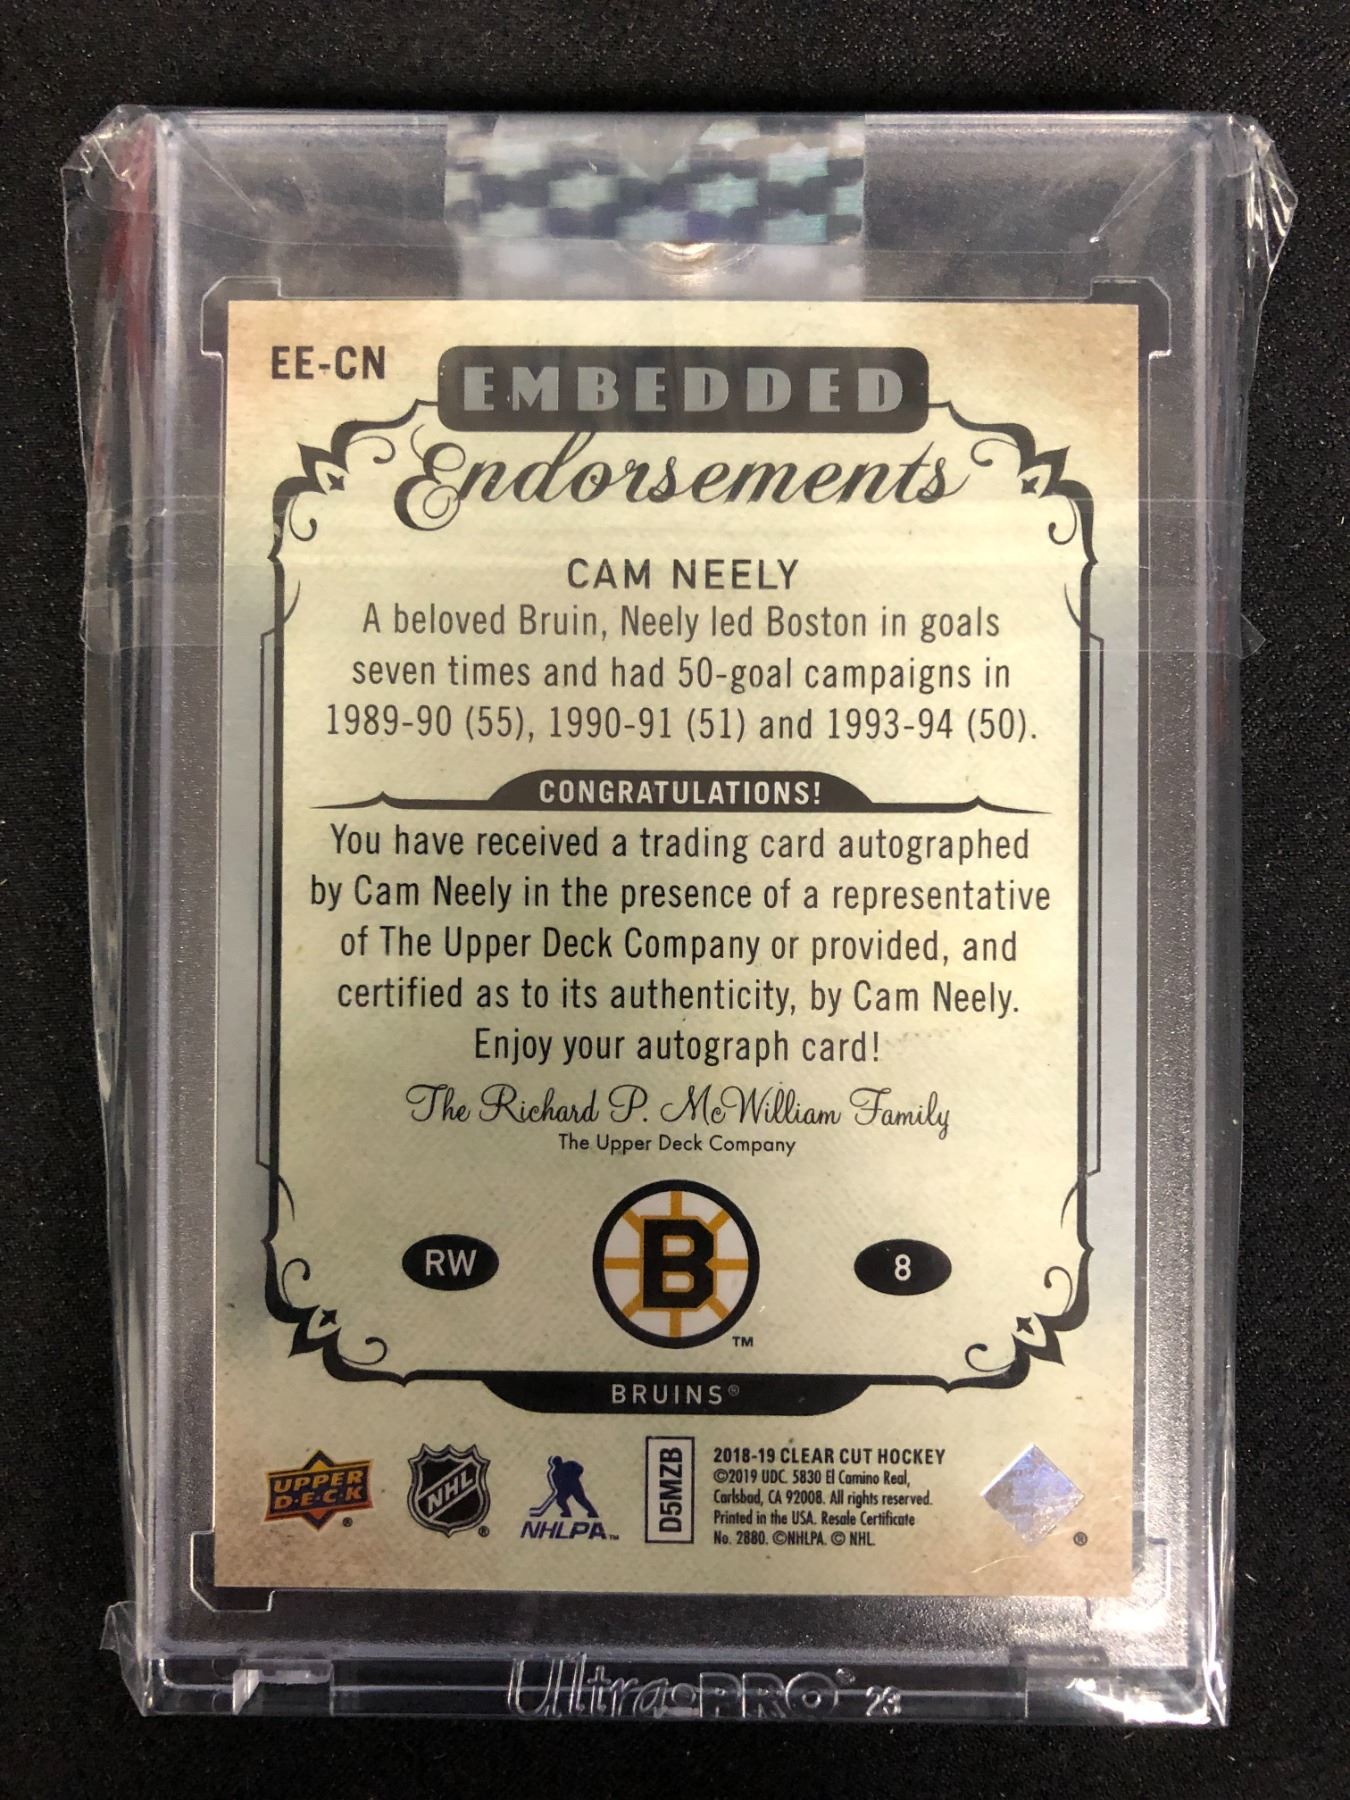 EE-CN
EMBEDDED
Endorsements
CAM NEELY
A beloved Bruin, Neely led Boston in goals
seven times and had 50-goal campaigns in
1989-90 (55), 1990-91 (51) and 1993-94 (50).
CONGRATULATIONS!
You have received a trading card autographed
by Cam Neely in the presence of a representative
of The Upper Deck Company or provided, and
certified as to its authenticity, by Cam Neely.
Enjoy your autograph card!
The Richard P. McWilliam Family
The Upper Deck Company
RW
B
TM
8
BRUINS®
UPPER
D·E·C·K
®
NHL
®
NHLPA™
D5MZB
2018-19 CLEAR CUT HOCKEY
©2019 UDC. 5830 El Camino Real,
Carlsbad, CA 92008. All rights reserved.
Printed in the USA. Resale Certificate
No. 2880. ©NHLPA. © NHL.
®
Ultra·PRO® 23